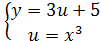 y = 3u + 5
u = x³